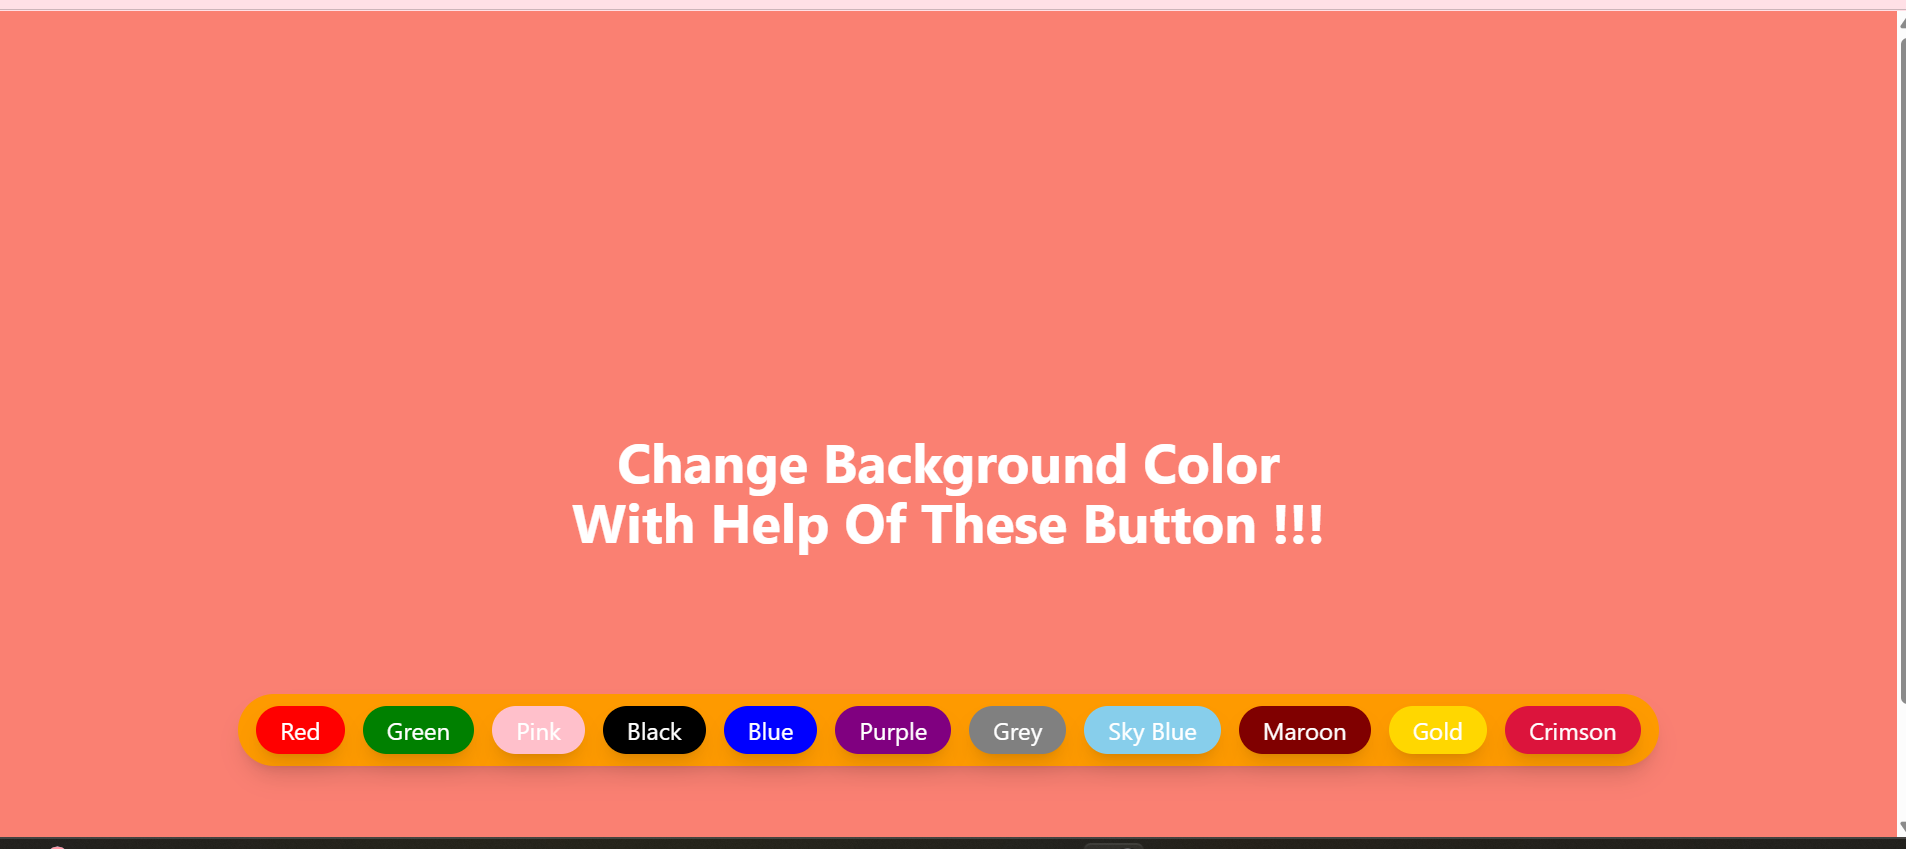 Change Background Color
With Help Of These Button !!!
Red Green Pink Black Blue Purple Grey Sky Blue Maroon Gold Crimson